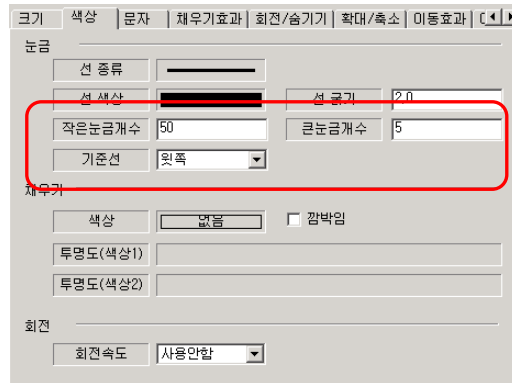 크기 색상 문자 채우기효과 회전/숨기기 확대/축소 이동효과
눈금
선 종류
선 색상 선 굵기 2.0
작은눈금개수 50 큰눈금개수 5
기준선 윗쪽
채우기
색상 없음 깜박임
투명도(색상1)
투명도(색상2)
회전
회전속도 사용안함